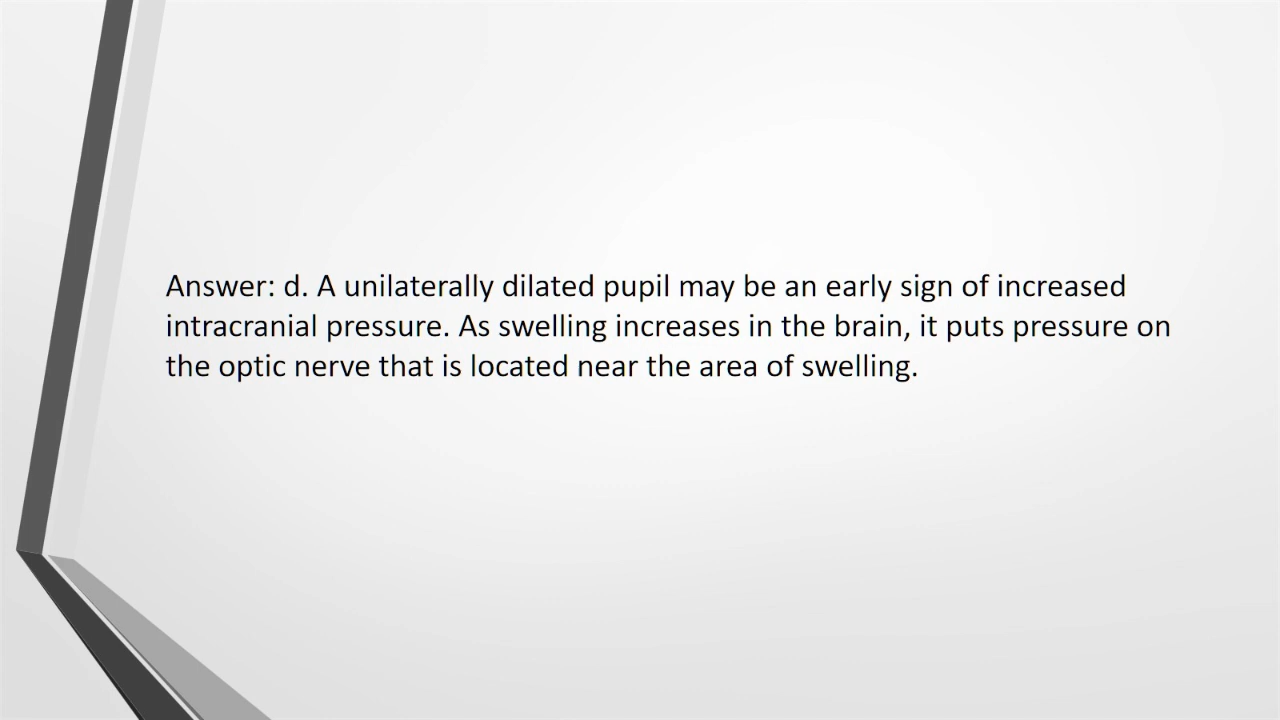 Answer: d. A unilaterally dilated pupil may be an early sign of increased
intracranial pressure. As swelling increases in the brain, it puts pressure on
the optic nerve that is located near the area of swelling.